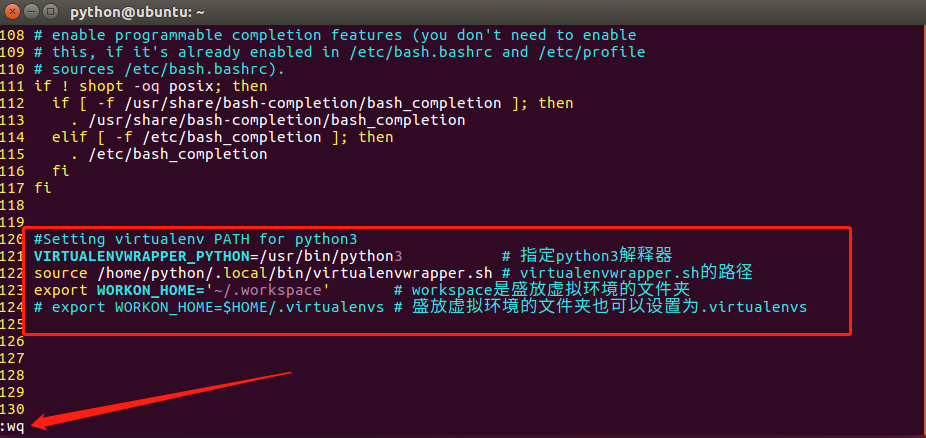 python@ubuntu: ~
108 # enable programmable completion features (you don't need to enable
109 # this, if it's already enabled in /etc/bash.bashrc and /etc/profile
110 # sources /etc/bash.bashrc).
111 if ! shopt -oq posix; then
112   if [ -f /usr/share/bash-completion/bash_completion ]; then
113     . /usr/share/bash-completion/bash_completion
114   elif [ -f /etc/bash_completion ]; then
115     . /etc/bash_completion
116   fi
117 fi
118
119
120 #Setting virtualenv PATH for python3
121 VIRTUALENVWRAPPER_PYTHON=/usr/bin/python3           # 指定python3解释器
122 source /home/python/.local/bin/virtualenvwrapper.sh # virtualenvwrapper.sh的路径
123 export WORKON_HOME='~/.workspace'       # workspace是盛放虚拟环境的文件夹
124 # export WORKON_HOME=$HOME/.virtualenvs # 盛放虚拟环境的文件夹也可以设置为.virtualenvs
125
126
127
128
129
130
:wq